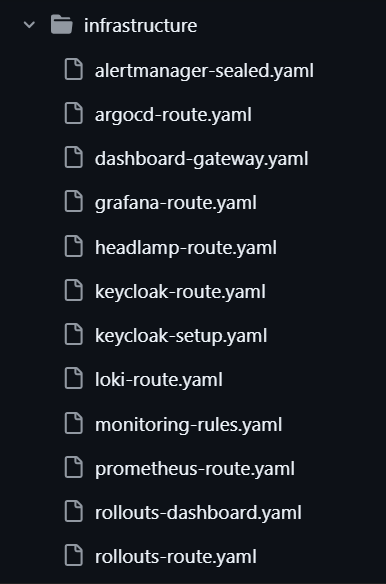 infrastructure
alertmanager-sealed.yaml
argocd-route.yaml
dashboard-gateway.yaml
grafana-route.yaml
headlamp-route.yaml
keycloak-route.yaml
keycloak-setup.yaml
loki-route.yaml
monitoring-rules.yaml
prometheus-route.yaml
rollouts-dashboard.yaml
rollouts-route.yaml